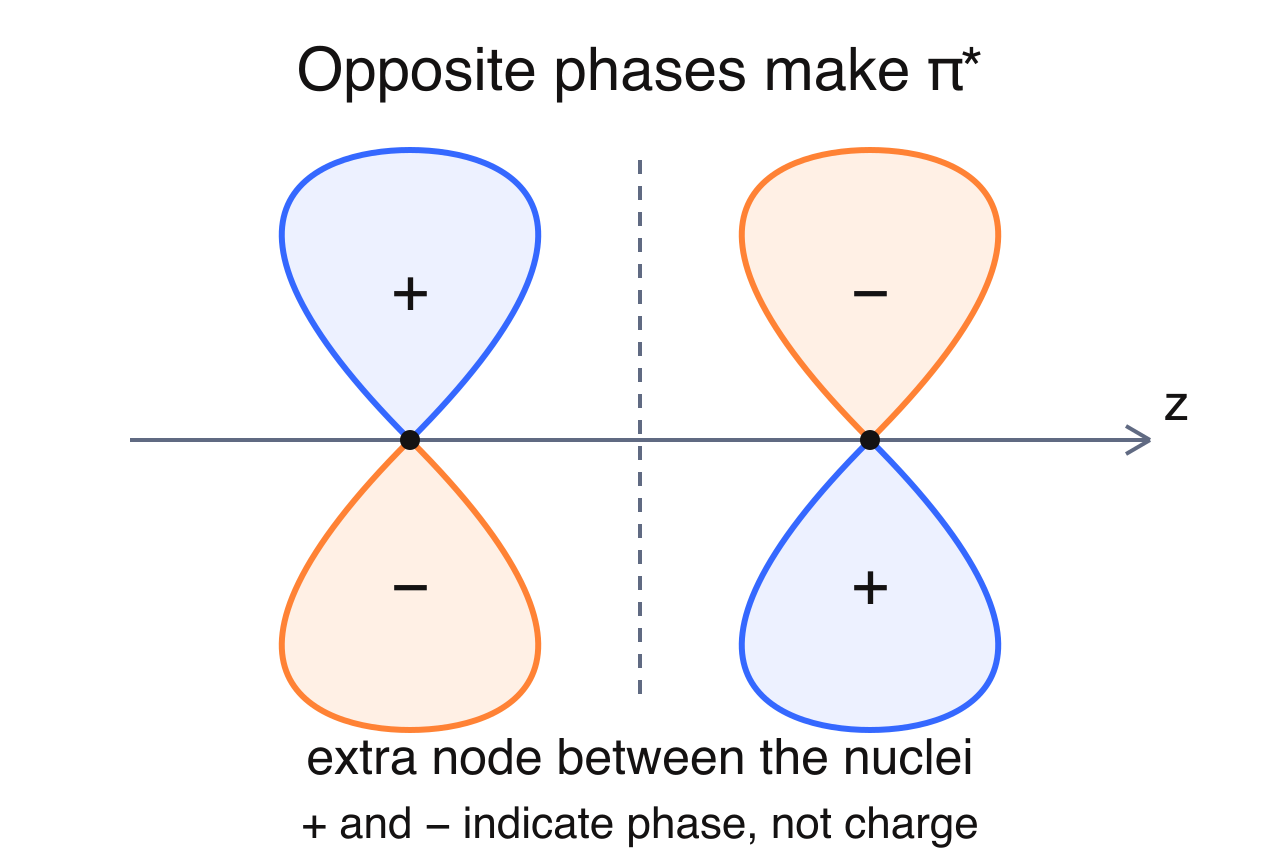 Opposite phases make π*
+
−
z
−
+
extra node between the nuclei
+ and − indicate phase, not charge